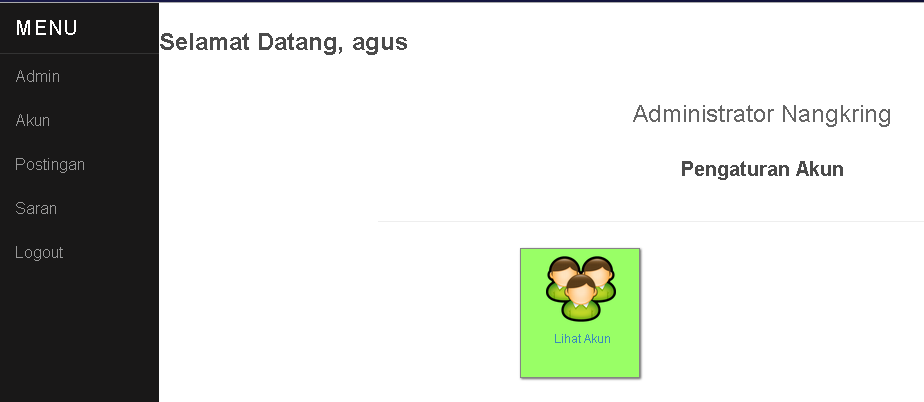 MENU
Admin
Akun
Postingan
Saran
Logout
Selamat Datang, agus
Administrator Nangkring
Pengaturan Akun
Lihat Akun